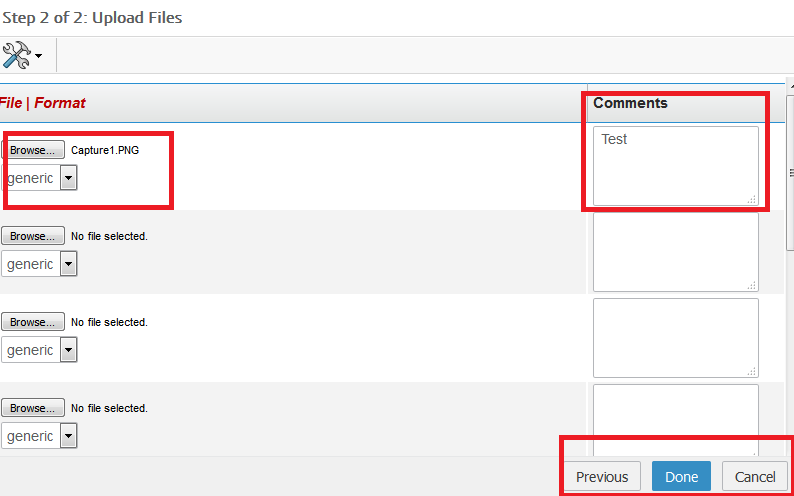 Step 2 of 2: Upload Files
File | Format
Comments
Browse... Capture1.PNG
Test
generic
Browse... No file selected.
generic
Browse... No file selected.
generic
Browse... No file selected.
generic
Previous Done Cancel